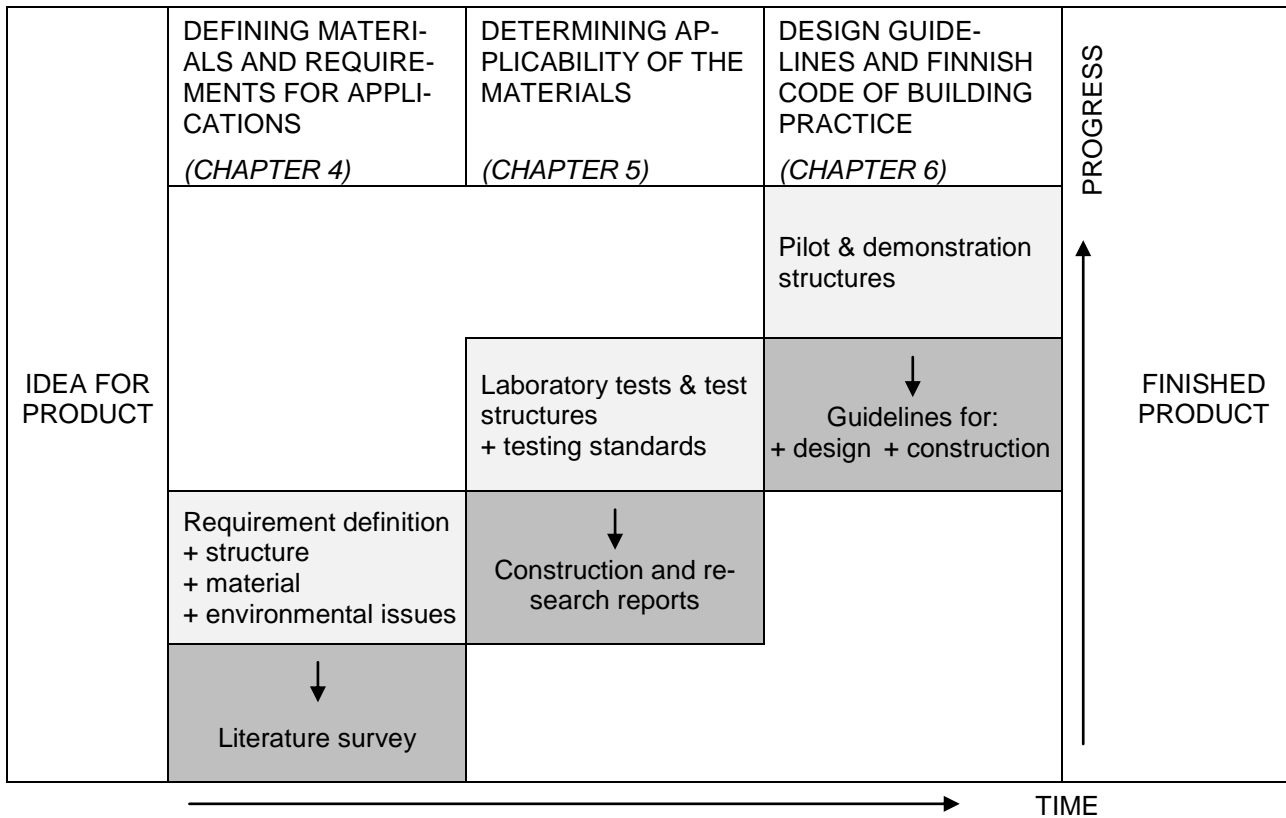 DEFINING MATERI-
ALS AND REQUIRE-
MENTS FOR APPLI-
CATIONS
(CHAPTER 4)
DETERMINING AP-
PLICABILITY OF THE
MATERIALS
(CHAPTER 5)
DESIGN GUIDE-
LINES AND FINNISH
CODE OF BUILDING
PRACTICE
(CHAPTER 6)
PROGRESS
Pilot & demonstration
structures
IDEA FOR
PRODUCT
Laboratory tests & test
structures
+ testing standards
Guidelines for:
+ design + construction
FINISHED
PRODUCT
Requirement definition
+ structure
+ material
+ environmental issues
Construction and re-
search reports
Literature survey
TIME